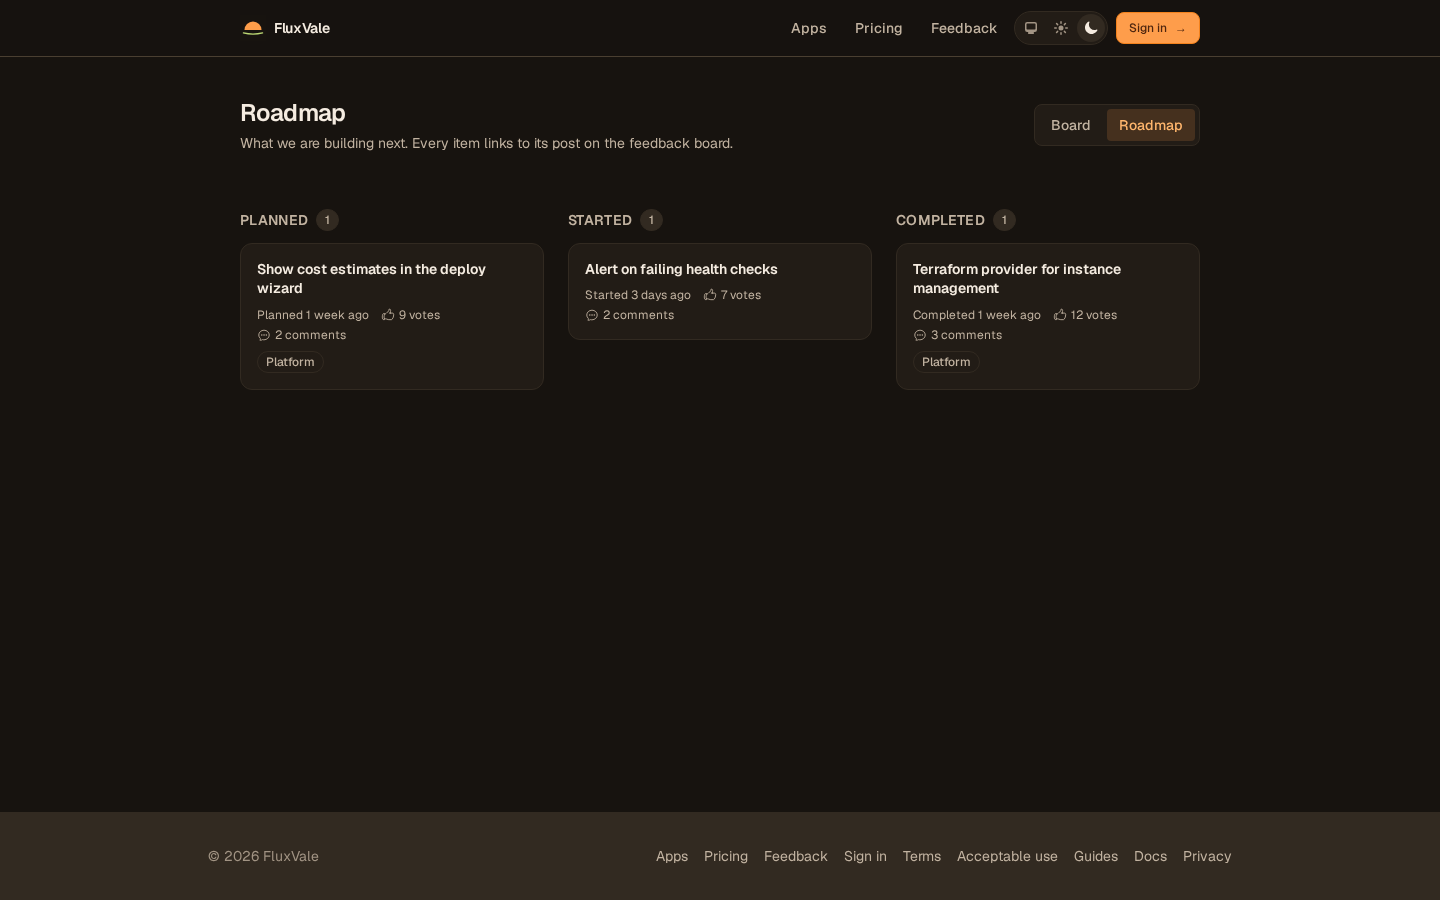 FluxVale
Apps Pricing Feedback Sign in →
Roadmap
What we are building next. Every item links to its post on the feedback board.
Board Roadmap
PLANNED 1
Show cost estimates in the deploy
wizard
Planned 1 week ago 9 votes
2 comments
Platform
STARTED 1
Alert on failing health checks
Started 3 days ago 7 votes
2 comments
COMPLETED 1
Terraform provider for instance
management
Completed 1 week ago 12 votes
3 comments
Platform
© 2026 FluxVale
Apps Pricing Feedback Sign in Terms Acceptable use Guides Docs Privacy